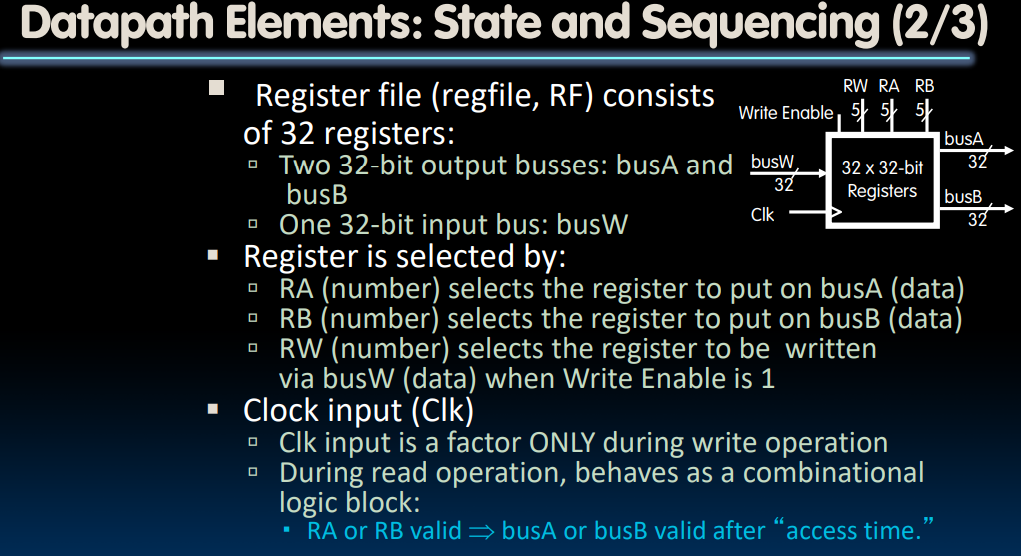 Datapath Elements: State and Sequencing (2/3)
▪ Register file (regfile, RF) consists
of 32 registers:
▫ Two 32-bit output busses: busA and
busB
▫ One 32-bit input bus: busW
▪ Register is selected by:
▫ RA (number) selects the register to put on busA (data)
▫ RB (number) selects the register to put on busB (data)
▫ RW (number) selects the register to be written
via busW (data) when Write Enable is 1
▪ Clock input (Clk)
▫ Clk input is a factor ONLY during write operation
▫ During read operation, behaves as a combinational
logic block:
▪ RA or RB valid ⇒ busA or busB valid after “access time.”
RW RA RB
Write Enable 5 5 5
busW
32
Clk
32 x 32-bit
Registers
busA
32
busB
32